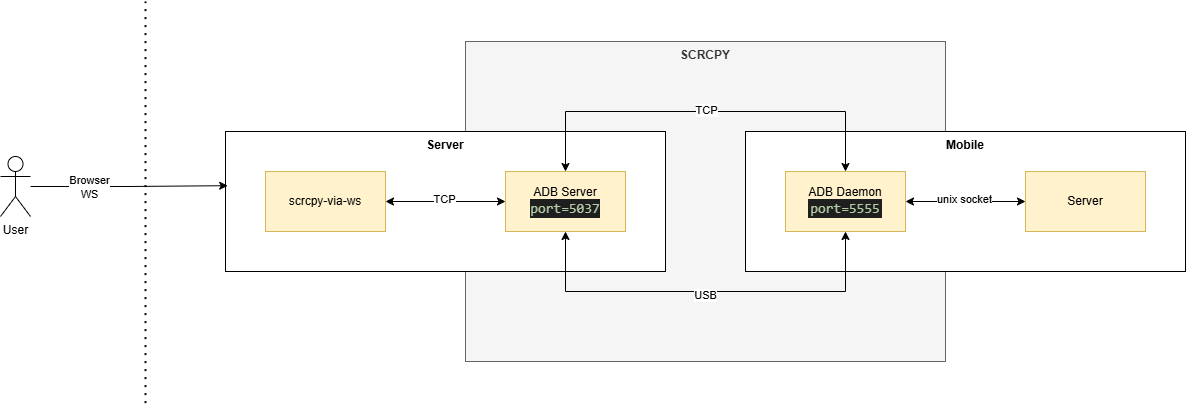 SCRCPY
TCP
Server
Mobile
Browser
WS
User
scrcpy-via-ws
TCP
ADB Server
port=5037
ADB Daemon
port=5555
unix socket
Server
USB